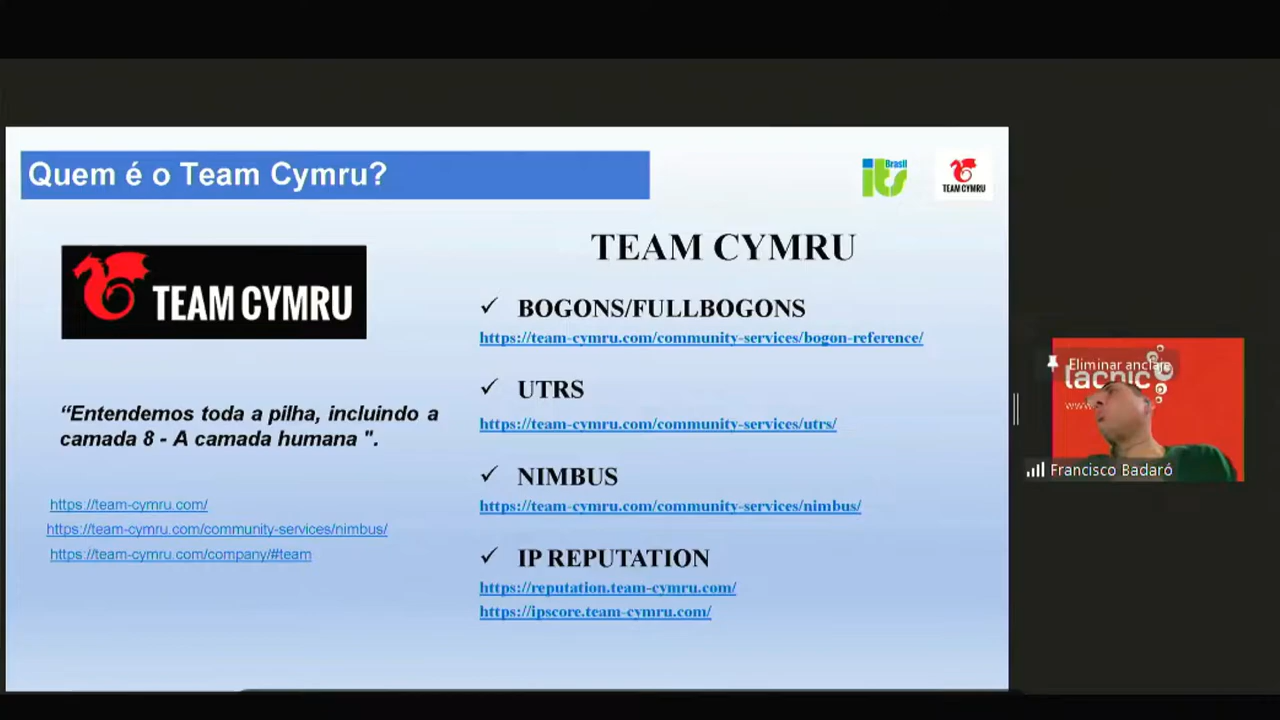 Quem é o Team Cymru?
Brasil
its
TEAM CYMRU
TEAM CYMRU
“Entendemos toda a pilha, incluindo a
camada 8 - A camada humana ".
https://team-cymru.com/
https://team-cymru.com/community-services/nimbus/
https://team-cymru.com/company/#team
TEAM CYMRU
✓ BOGONS/FULLBOGONS
https://team-cymru.com/community-services/bogon-reference/
✓ UTRS
https://team-cymru.com/community-services/utrs/
✓ NIMBUS
https://team-cymru.com/community-services/nimbus/
✓ IP REPUTATION
https://reputation.team-cymru.com/
https://ipscore.team-cymru.com/
Eliminar anclaje
lacnic
www.
Francisco Badaró